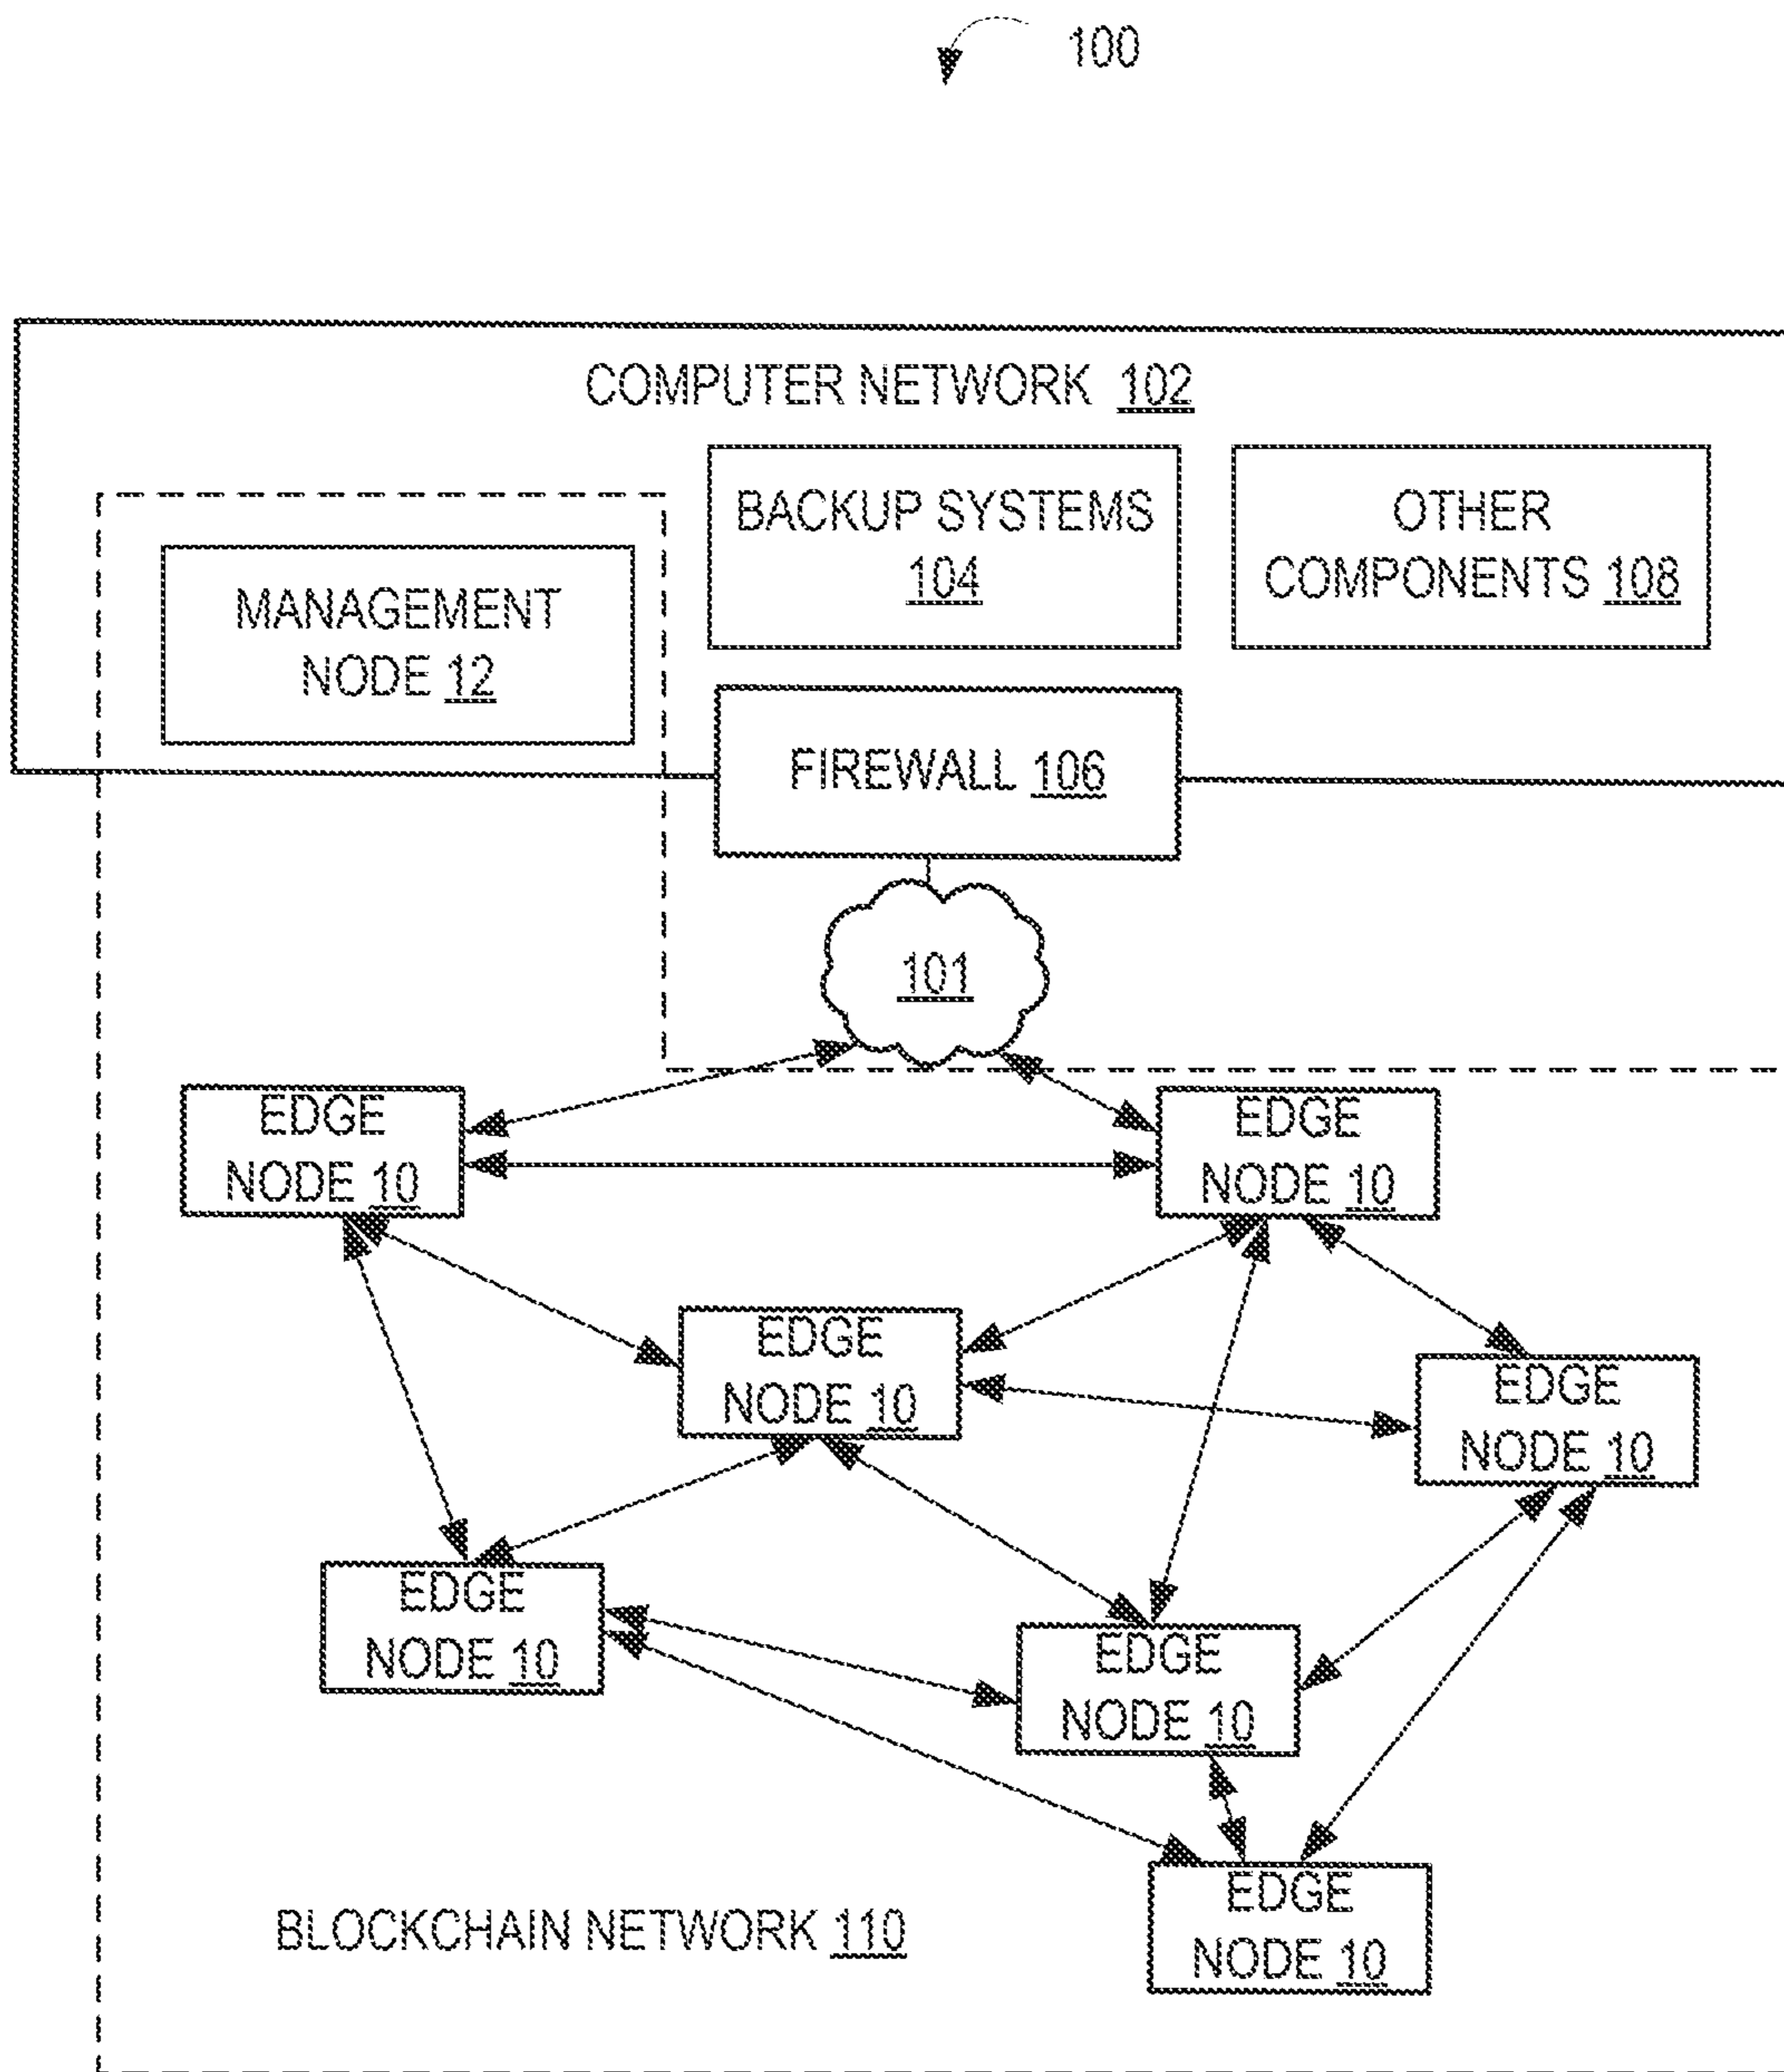 100
COMPUTER NETWORK 102
BACKUP SYSTEMS
104
OTHER
COMPONENTS 108
MANAGEMENT
NODE 12
FIREWALL 106
101
EDGE
NODE 10
EDGE
NODE 10
EDGE
NODE 10
EDGE
NODE 10
EDGE
NODE 10
EDGE
NODE 10
EDGE
NODE 10
BLOCKCHAIN NETWORK 110